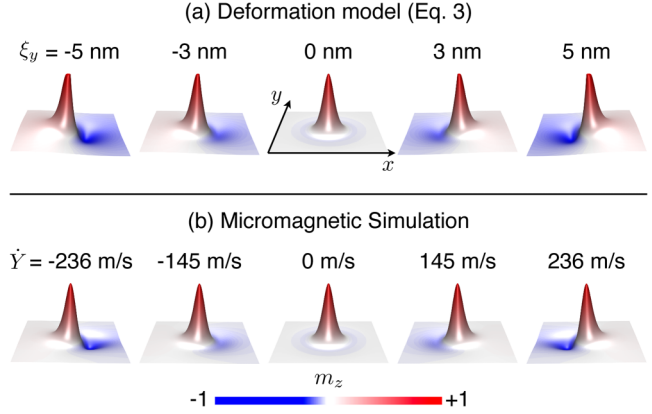 (a) Deformation model (Eq. 3)
ξy = -5 nm -3 nm 0 nm 3 nm 5 nm
y
x
(b) Micromagnetic Simulation
Ẏ = -236 m/s -145 m/s 0 m/s 145 m/s 236 m/s
mz
-1 +1